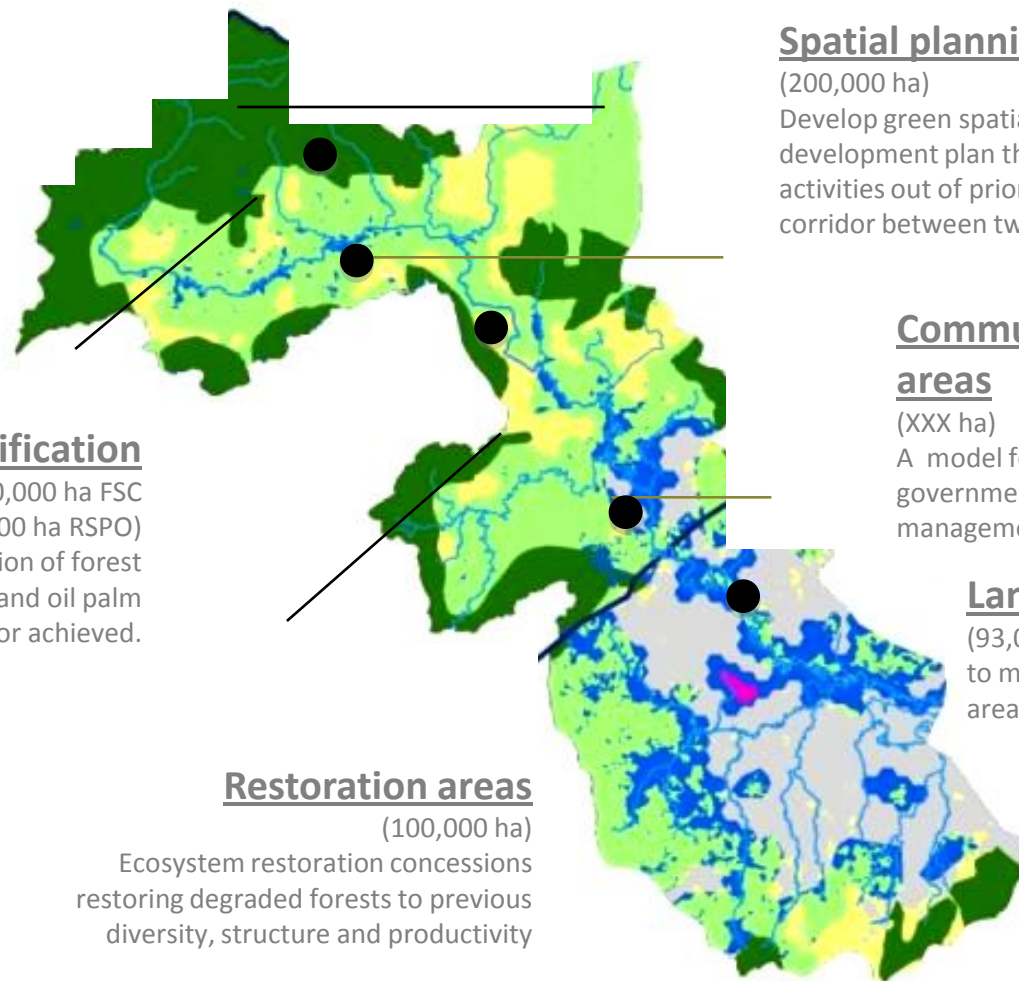 Spatial planni
(200,000 ha)
Develop green spatia
development plan th
activities out of prior
corridor between tw
Commu
areas
(XXX ha)
A model fo
governme
manageme
ification
0,000 ha FSC
00 ha RSPO)
ion of forest
and oil palm
or achieved.
Lan
(93,0
to m
area
Restoration areas
(100,000 ha)
Ecosystem restoration concessions
restoring degraded forests to previous
diversity, structure and productivity